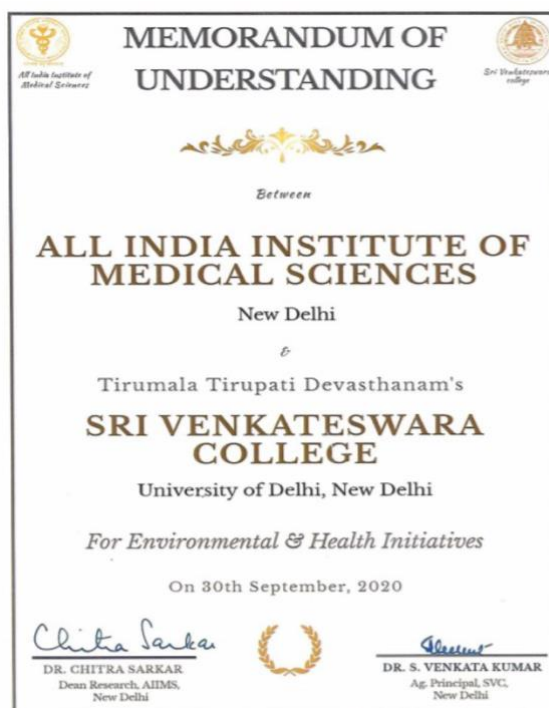 MEMORANDUM OF
UNDERSTANDING
All India Institute of
Medical Sciences
Sri Venkateswara
college
Between
ALL INDIA INSTITUTE OF
MEDICAL SCIENCES
New Delhi
&
Tirumala Tirupati Devasthanam's
SRI VENKATESWARA
COLLEGE
University of Delhi, New Delhi
For Environmental & Health Initiatives
On 30th September, 2020
Chitra Sarkar
DR. CHITRA SARKAR
Dean Research, AIIMS,
New Delhi
DR. S. VENKATA KUMAR
Ag. Principal, SVC,
New Delhi